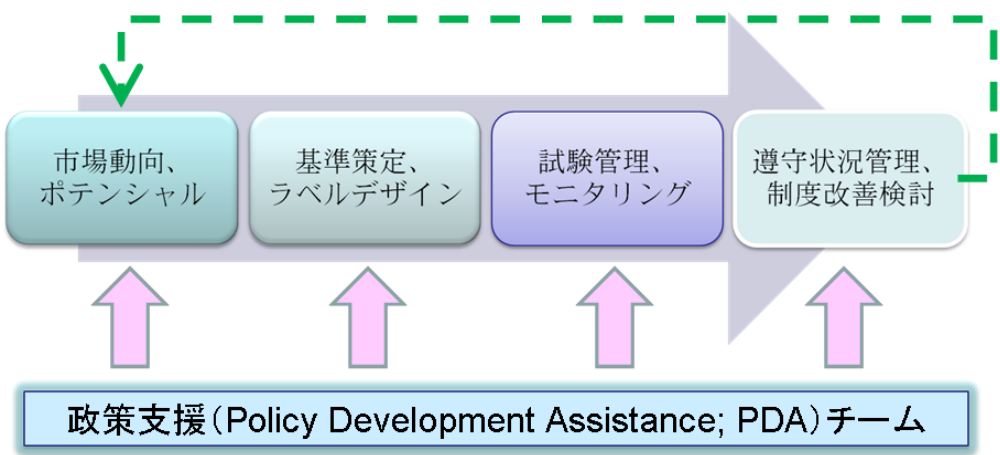 市場動向、
ポテンシャル
基準策定、
ラベルデザイン
試験管理、
モニタリング
遵守状況管理、
制度改善検討
政策支援(Policy Development Assistance; PDA)チーム